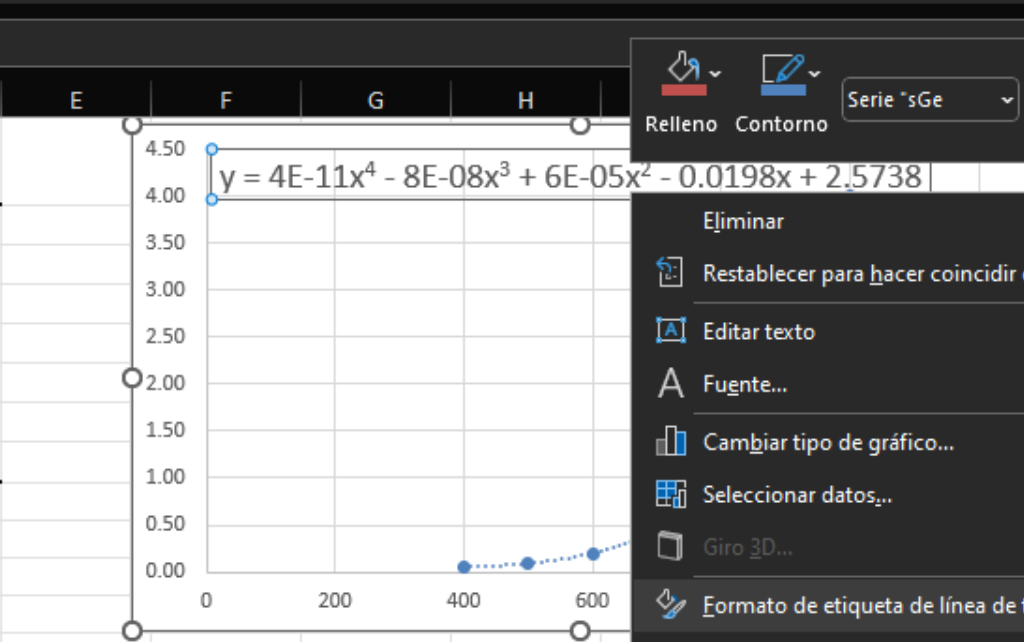 E F G H
Relleno Contorno
Serie "sGe
4.50
y = 4E-11x⁴ - 8E-08x³ + 6E-05x² - 0.0198x + 2.5738
4.00
3.50
3.00
2.50
2.00
1.50
1.00
0.50
0.00
0 200 400 600
Eliminar
Restablecer para hacer coincidir
Editar texto
Fuente...
Cambiar tipo de gráfico...
Seleccionar datos...
Giro 3D...
Formato de etiqueta de línea de